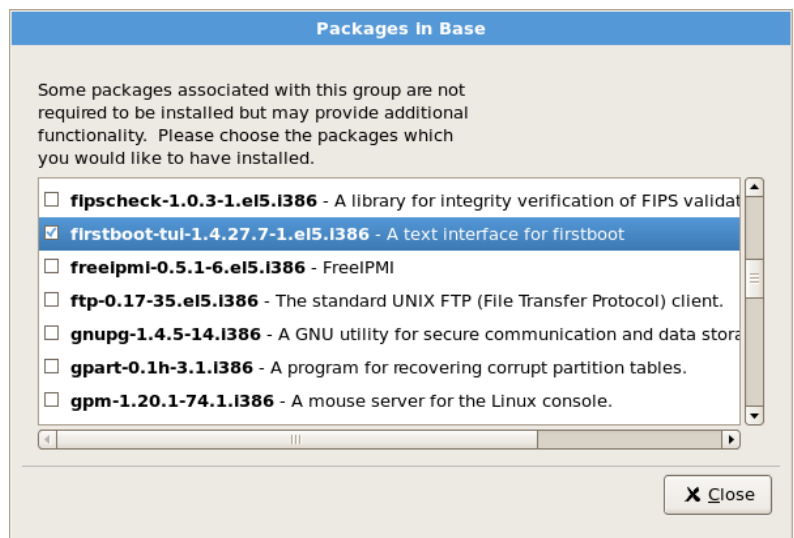 Packages in Base
Some packages associated with this group are not
required to be installed but may provide additional
functionality.  Please choose the packages which
you would like to have installed.
fipscheck-1.0.3-1.el5.i386 - A library for integrity verification of FIPS validat
firstboot-tui-1.4.27.7-1.el5.i386 - A text interface for firstboot
freeipmi-0.5.1-6.el5.i386 - FreeIPMI
ftp-0.17-35.el5.i386 - The standard UNIX FTP (File Transfer Protocol) client.
gnupg-1.4.5-14.i386 - A GNU utility for secure communication and data stora
gpart-0.1h-3.1.i386 - A program for recovering corrupt partition tables.
gpm-1.20.1-74.1.i386 - A mouse server for the Linux console.
Close